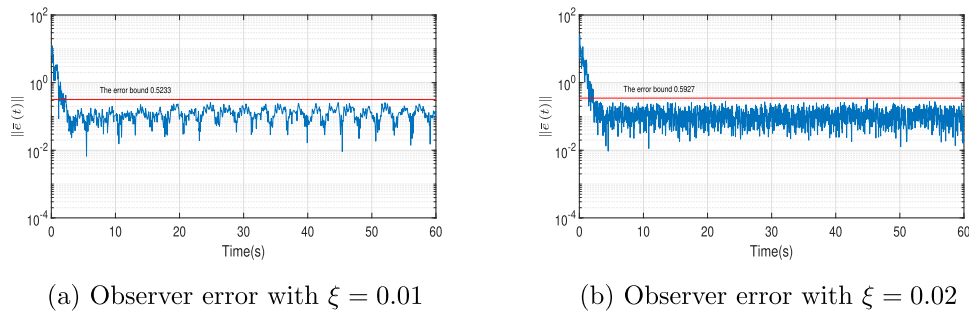 10^2
10^0
10^-2
10^-4
‖e̅ (t)‖
The error bound 0.5233
0 10 20 30 40 50 60
Time(s)
(a) Observer error with ξ = 0.01
10^2
10^0
10^-2
10^-4
‖e̅ (t)‖
The error bound 0.5927
0 10 20 30 40 50 60
Time(s)
(b) Observer error with ξ = 0.02